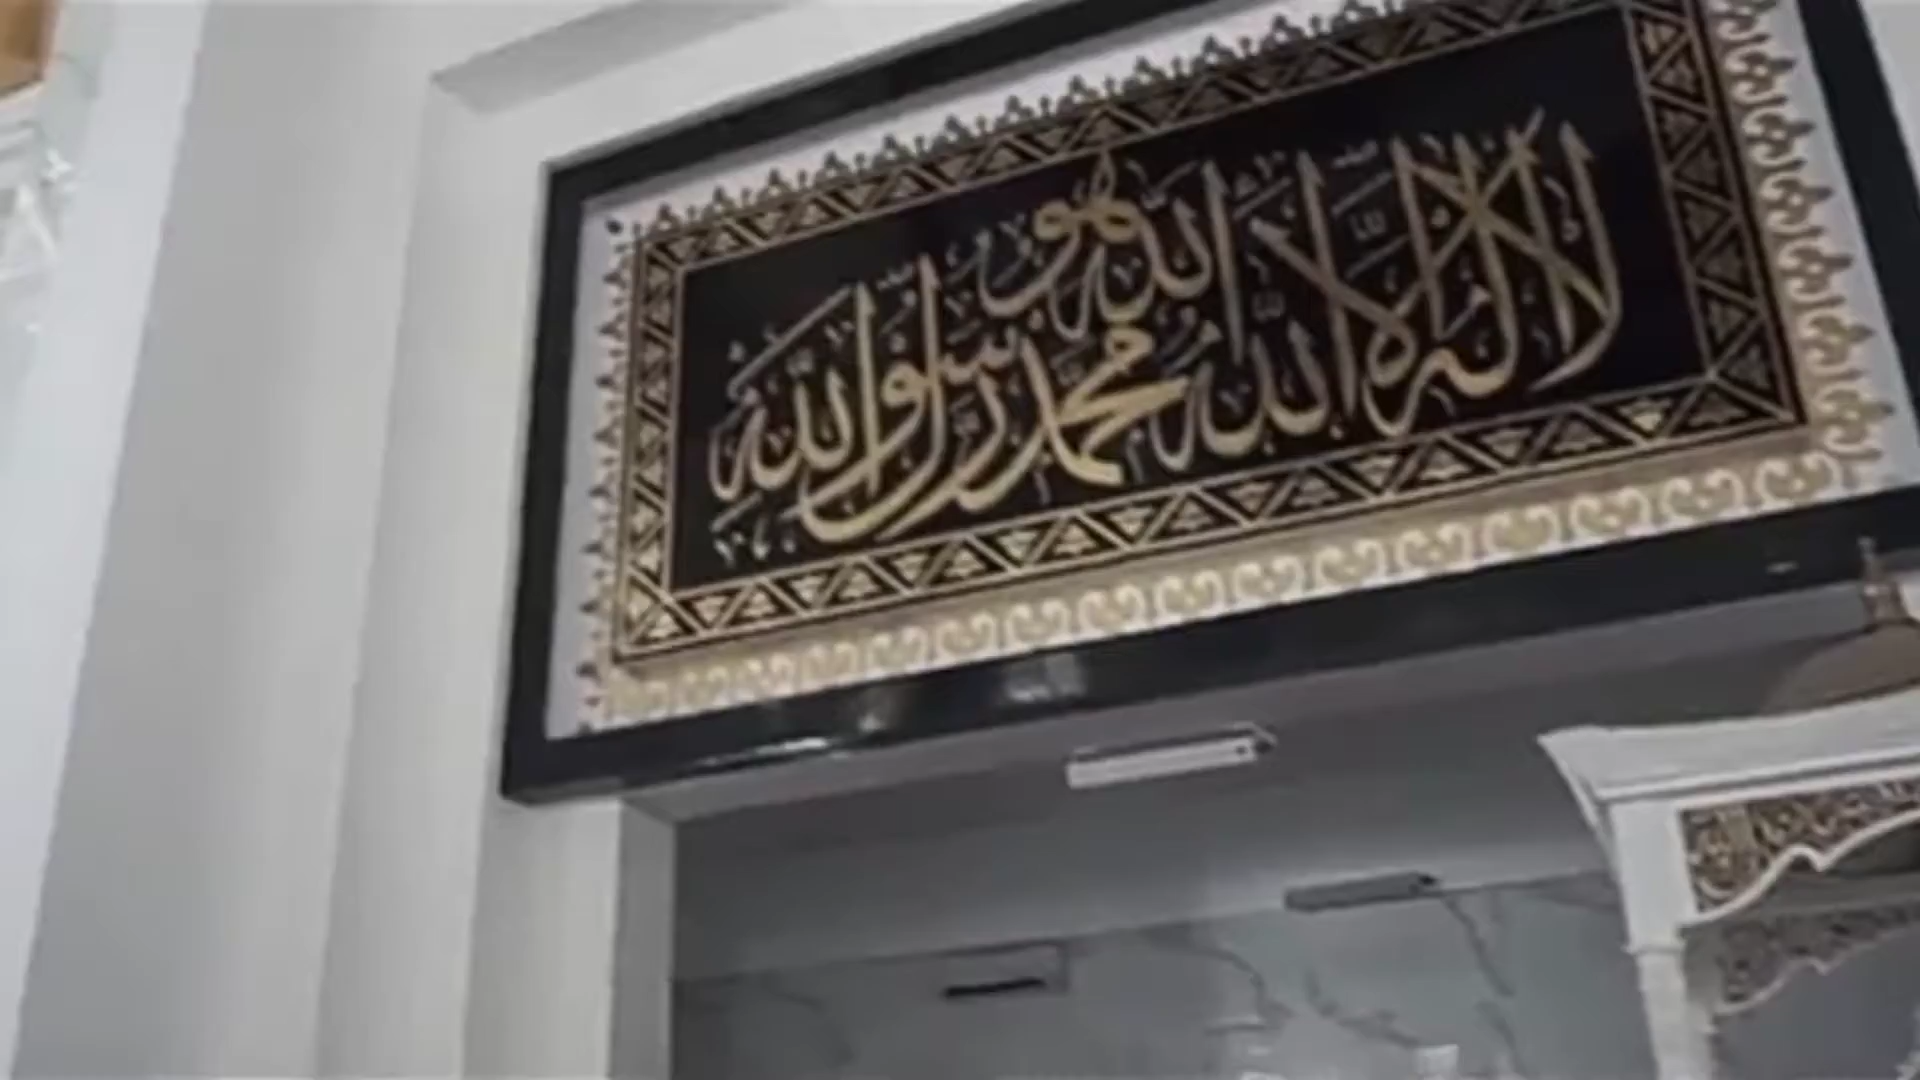 لا إله إلا الله محمد رسول الله